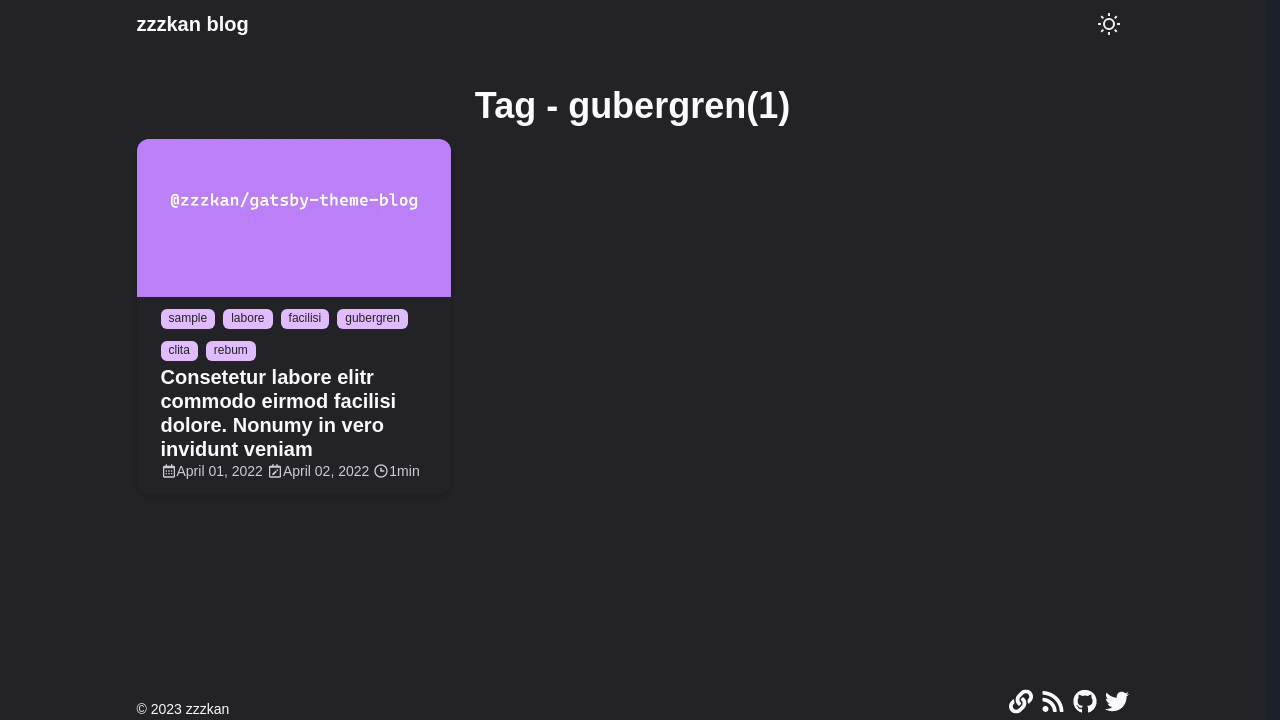 zzzkan blog
Tag - gubergren(1)
@zzzkan/gatsby-theme-blog
sample labore facilisi gubergren
clita rebum
Consetetur labore elitr
commodo eirmod facilisi
dolore. Nonumy in vero
invidunt veniam
April 01, 2022 April 02, 2022 1min
© 2023 zzzkan